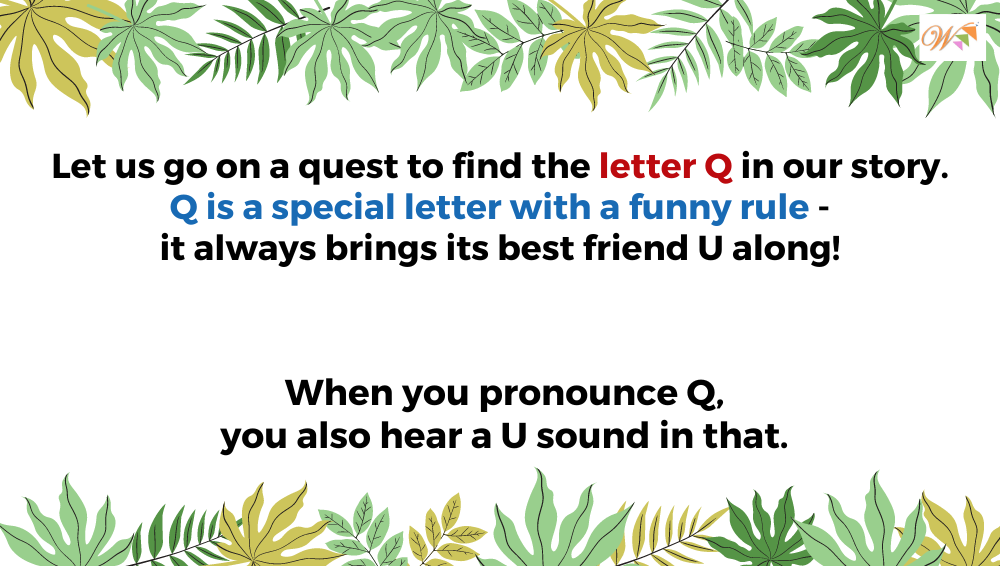 W
Let us go on a quest to find the letter Q in our story.
Q is a special letter with a funny rule -
it always brings its best friend U along!
When you pronounce Q,
you also hear a U sound in that.